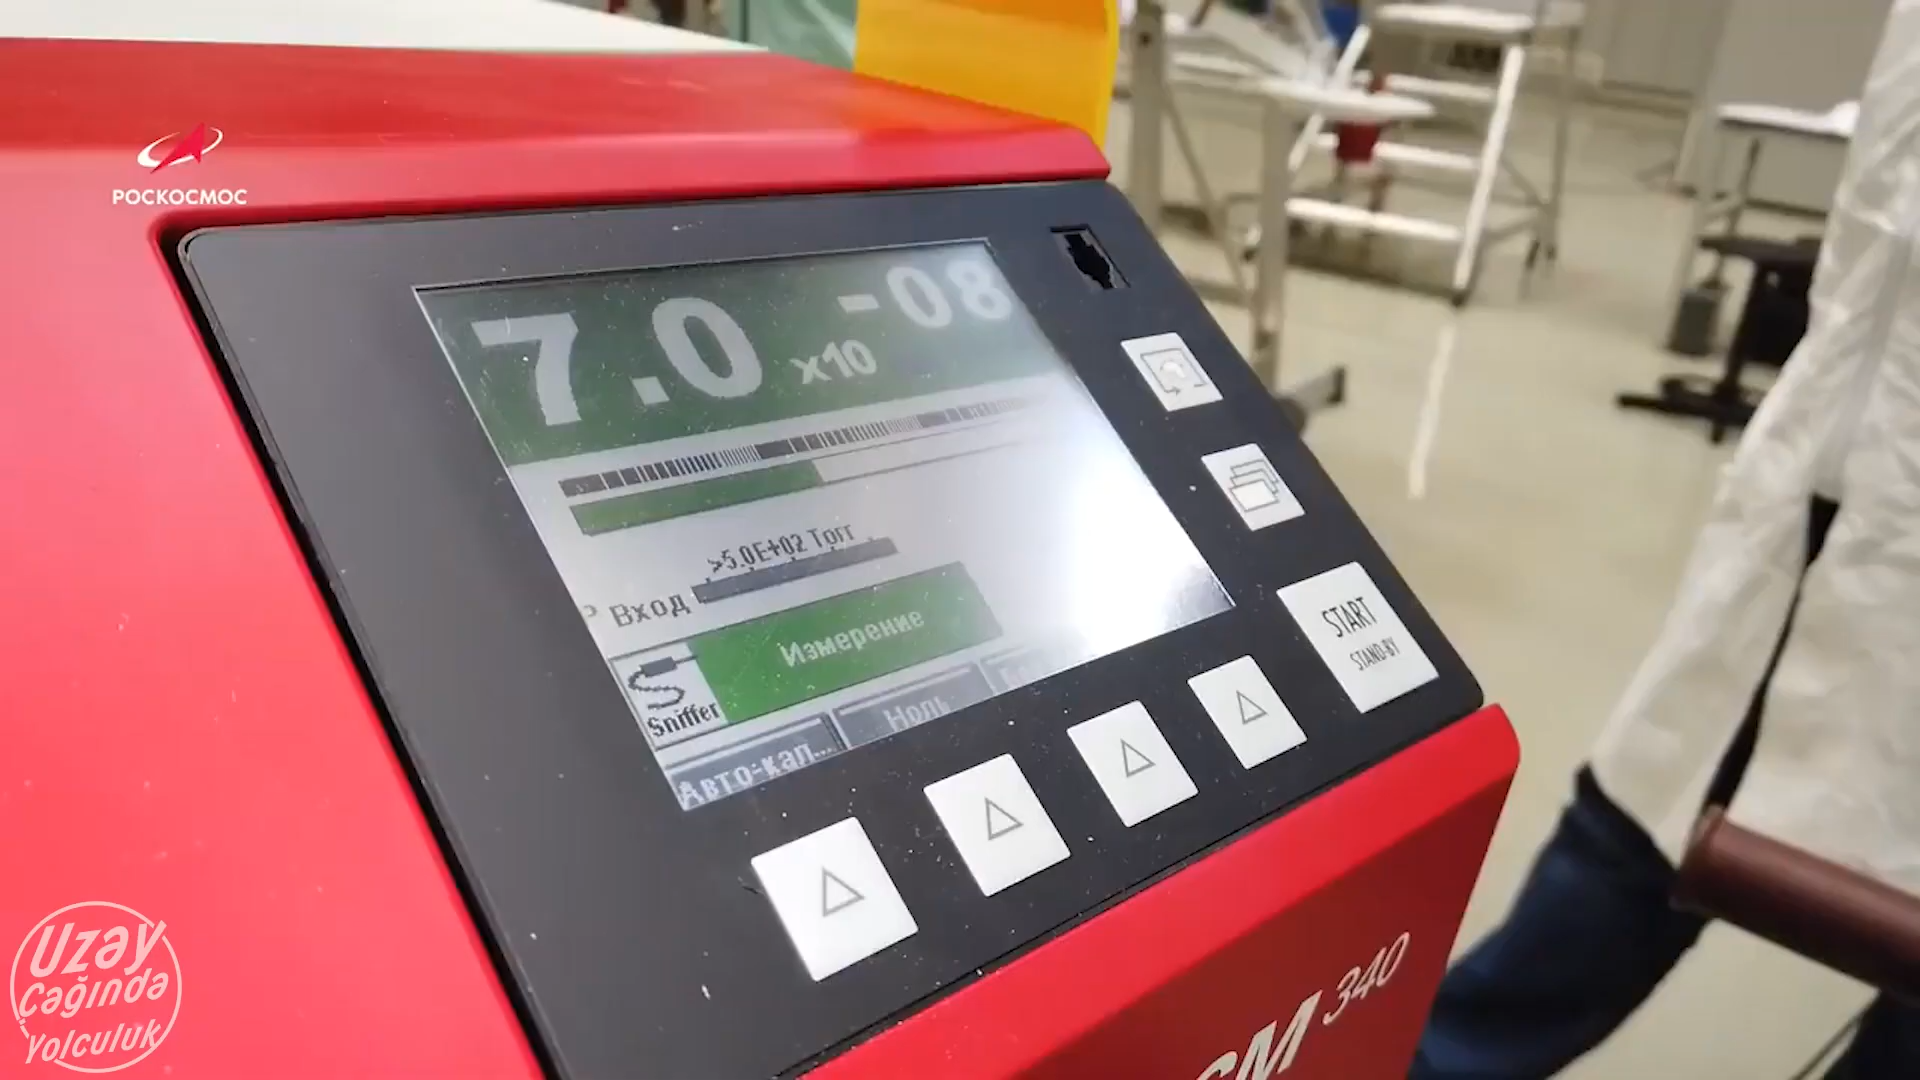 РОСКОСМОС
7.0 x10 -08
>5.0E+02 Torr
P Вход
Измерение
Sniffer
Авто-кал...
Ноль
START
STAND-BY
340
Uzay
Çağında
Yolculuk